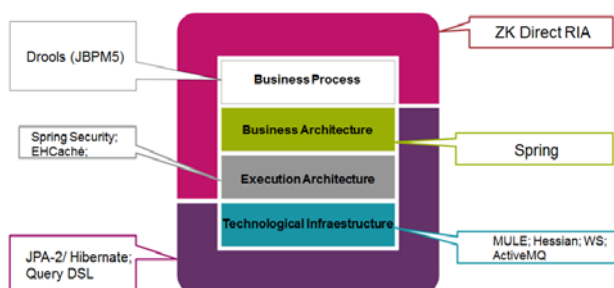 ZK Direct RIA
Drools (JBPM5)
Business Process
Business Architecture
Spring Security;
EHCaché;
Spring
Execution Architecture
Technological Infraestructure
MULE; Hessian; WS;
ActiveMQ
JPA-2/ Hibernate;
Query DSL